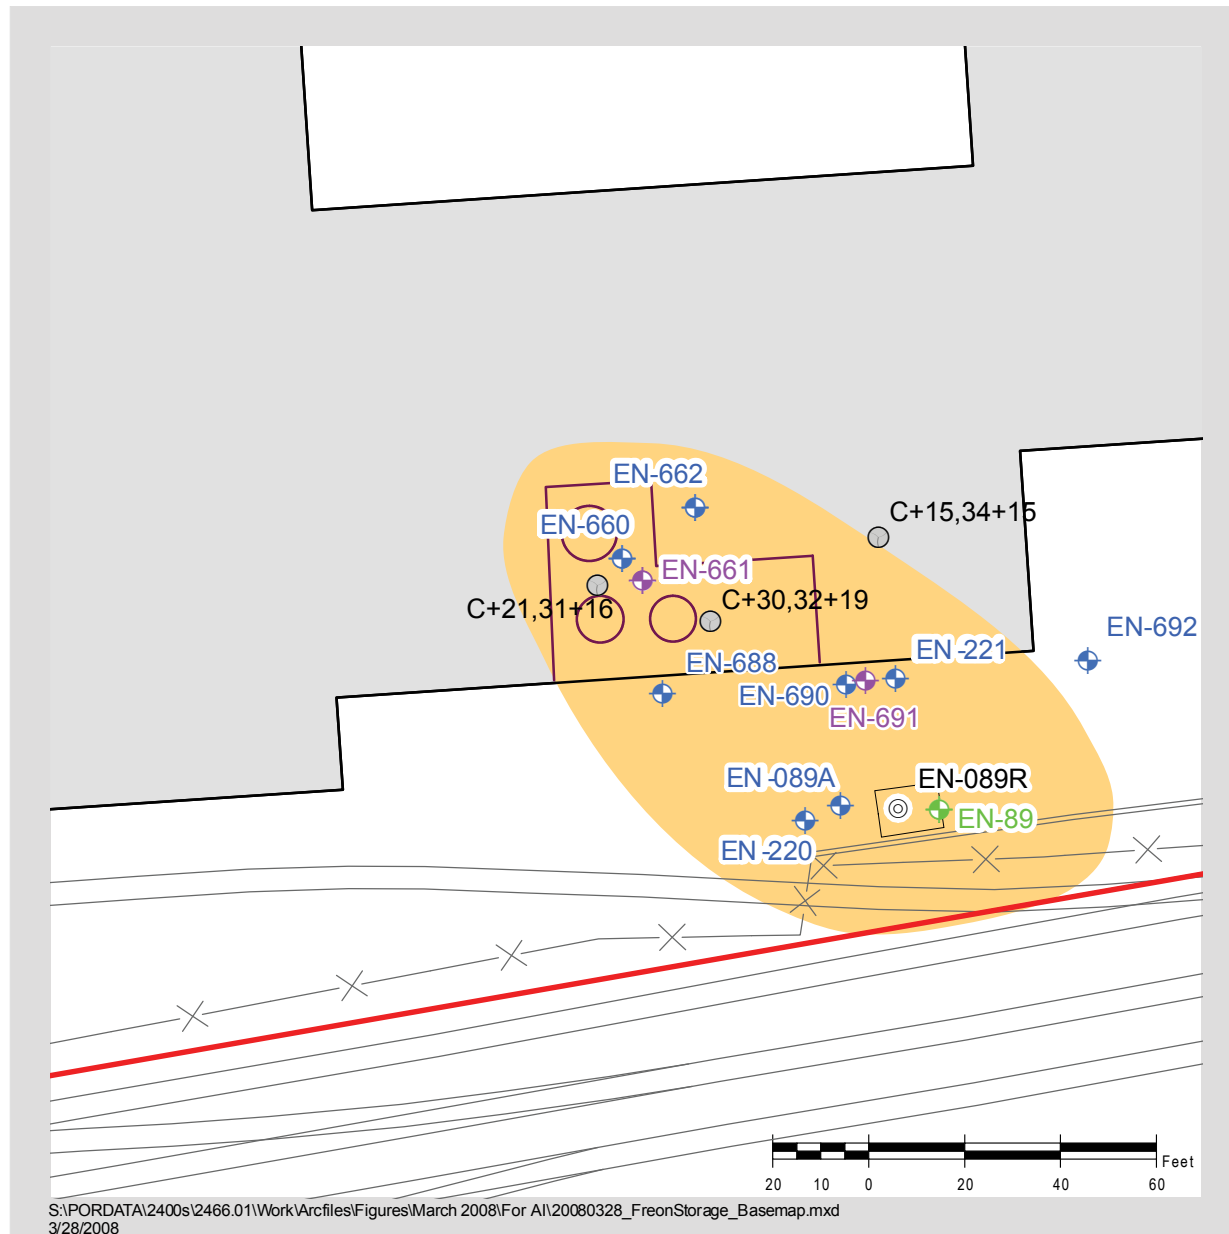 EN-662
C+15,34+15
EN-660
EN-661
C+21,31+16
C+30,32+19
EN-692
EN-221
EN-688
EN-690
EN-691
EN-089A
EN-089R
EN-89
EN-220
Feet
20 10 0 20 40 60
S:\PORDATA\2400s\2466.01\Work\Arcfiles\Figures\March 2008\For AI\20080328_FreonStorage_Basemap.mxd
3/28/2008